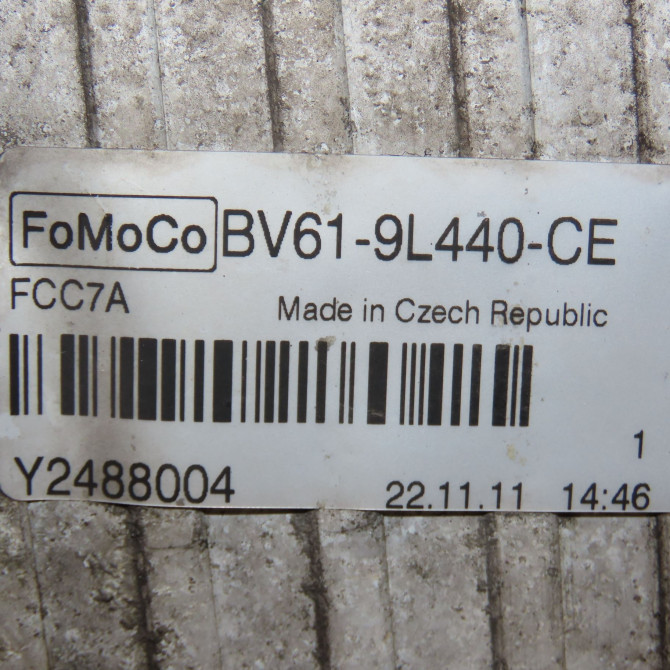 FoMoCo BV61-9L440-CE
FCC7A Made in Czech Republic
1
Y2488004 22.11.11 14:46